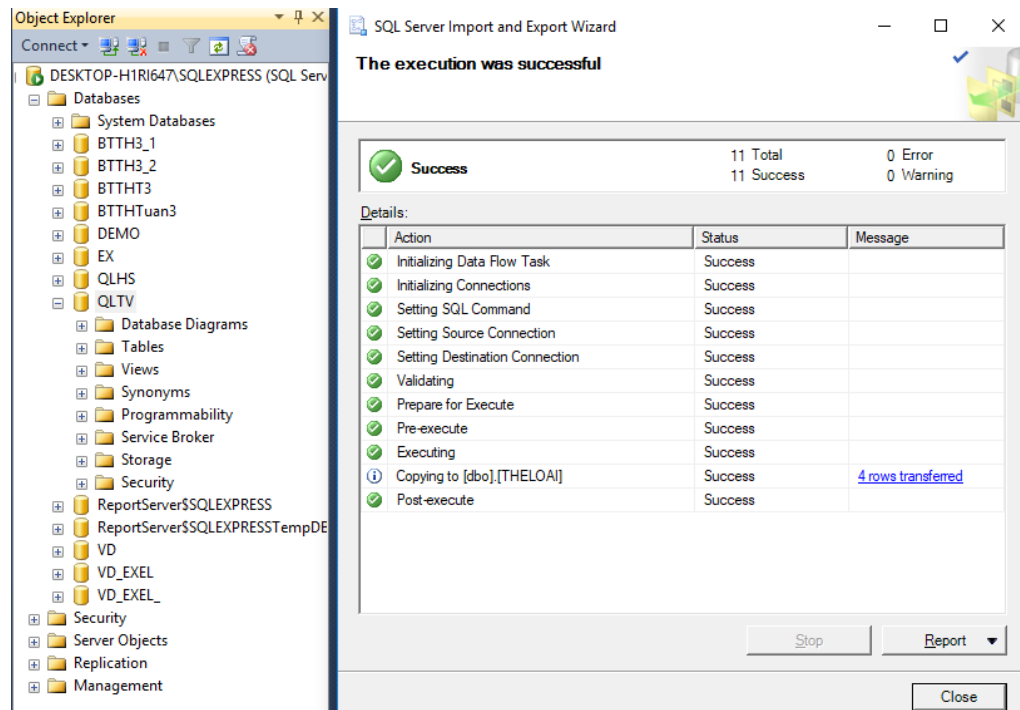 Object Explorer
Connect
DESKTOP-H1RI647\SQLEXPRESS (SQL Serv
Databases
System Databases
BTTH3_1
BTTH3_2
BTTHT3
BTTHTuan3
DEMO
EX
QLHS
QLTV
Database Diagrams
Tables
Views
Synonyms
Programmability
Service Broker
Storage
Security
ReportServer$SQLEXPRESS
ReportServer$SQLEXPRESSTempDE
VD
VD_EXEL
VD_EXEL_
Security
Server Objects
Replication
Management
SQL Server Import and Export Wizard
The execution was successful
Success 11 Total 0 Error
11 Success 0 Warning
Details:
Action Status Message
Initializing Data Flow Task Success
Initializing Connections Success
Setting SQL Command Success
Setting Source Connection Success
Setting Destination Connection Success
Validating Success
Prepare for Execute Success
Pre-execute Success
Executing Success
Copying to [dbo].[THELOAI] Success 4 rows transferred
Post-execute Success
Stop Report
Close